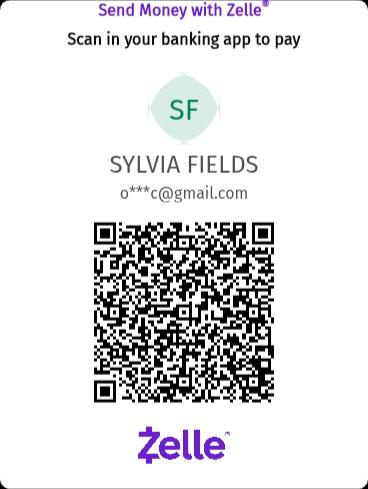 Send Money with Zelle®
Scan in your banking app to pay
SF
SYLVIA FIELDS
o***c@gmail.com
Zelle